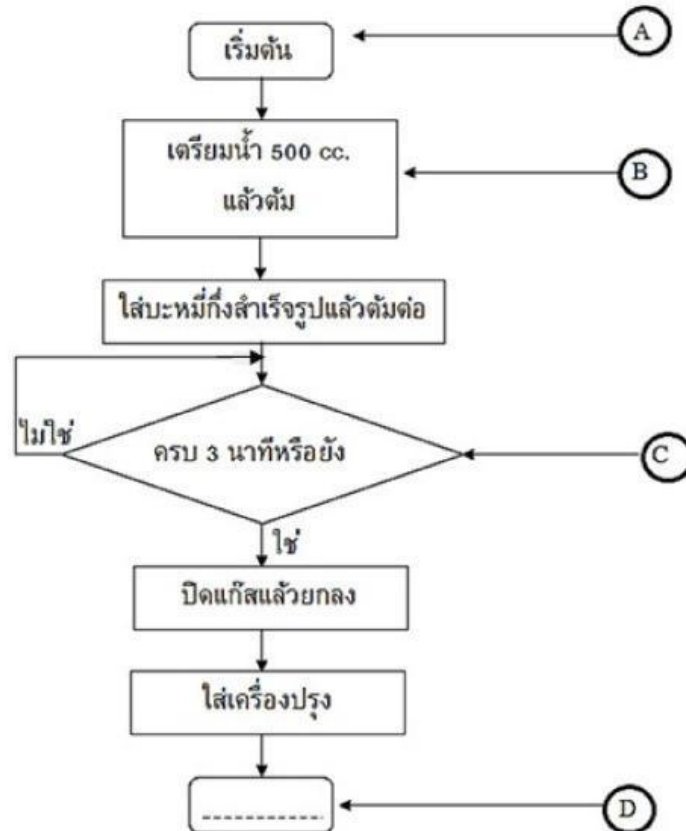 เริ่มต้น
A
เตรียมน้ำ 500 cc.
แล้วต้ม
B
ใส่บะหมี่กึ่งสำเร็จรูปแล้วต้มต่อ
ไม่ใช่
ครบ 3 นาทีหรือยัง
C
ใช่
ปิดแก๊สแล้วยกลง
ใส่เครื่องปรุง
------------
D